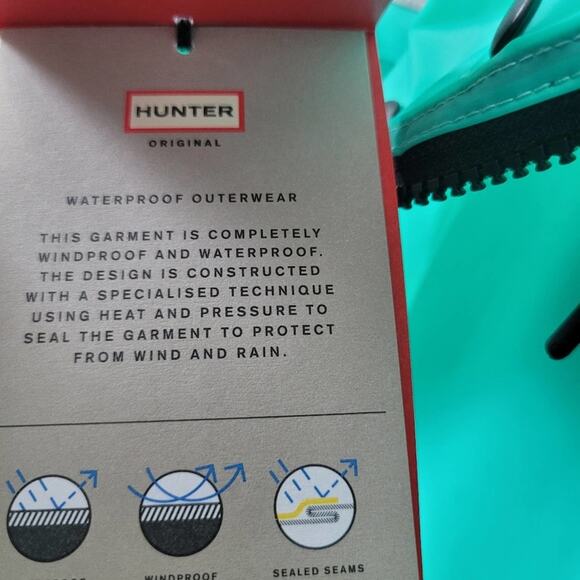 HUNTER
ORIGINAL
WATERPROOF OUTERWEAR
THIS GARMENT IS COMPLETELY
WINDPROOF AND WATERPROOF.
THE DESIGN IS CONSTRUCTED
WITH A SPECIALISED TECHNIQUE
USING HEAT AND PRESSURE TO
SEAL THE GARMENT TO PROTECT
FROM WIND AND RAIN.
WINDPROOF
SEALED SEAMS